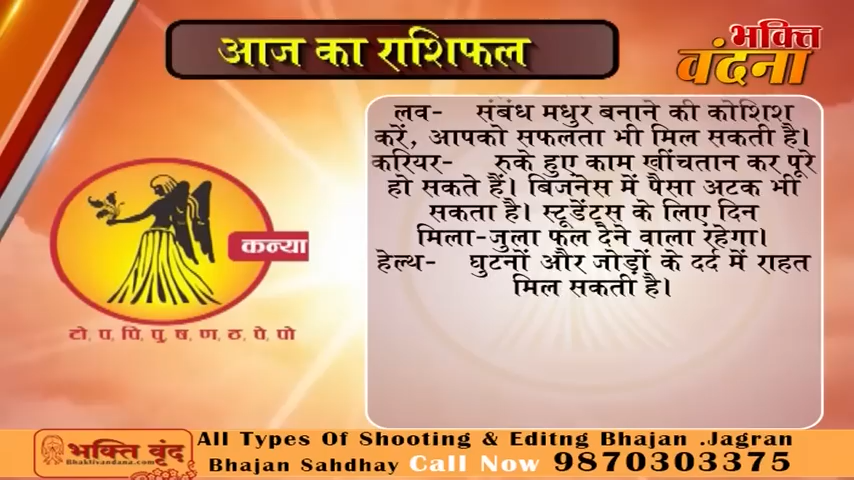 आज का राशिफल
भक्ति
वंदना
लव- संबंध मधुर बनाने की कोशिश
करें, आपको सफलता भी मिल सकती है।
करियर- रुके हुए काम खींचतान कर पूरे
हो सकते हैं। बिजनेस में पैसा अटक भी
सकता है। स्टूडेंट्स के लिए दिन
मिला-जुला फल देने वाला रहेगा।
हेल्थ- घुटनों और जोड़ों के दर्द में राहत
मिल सकती है।
कन्या
टो, प, पि, पु, ष, ण, ठ, पे, पो
भक्ति वृंद
Bhaktivandana.com
All Types Of Shooting & Editng Bhajan .Jagran
Bhajan Sahdhay Call Now 9870303375